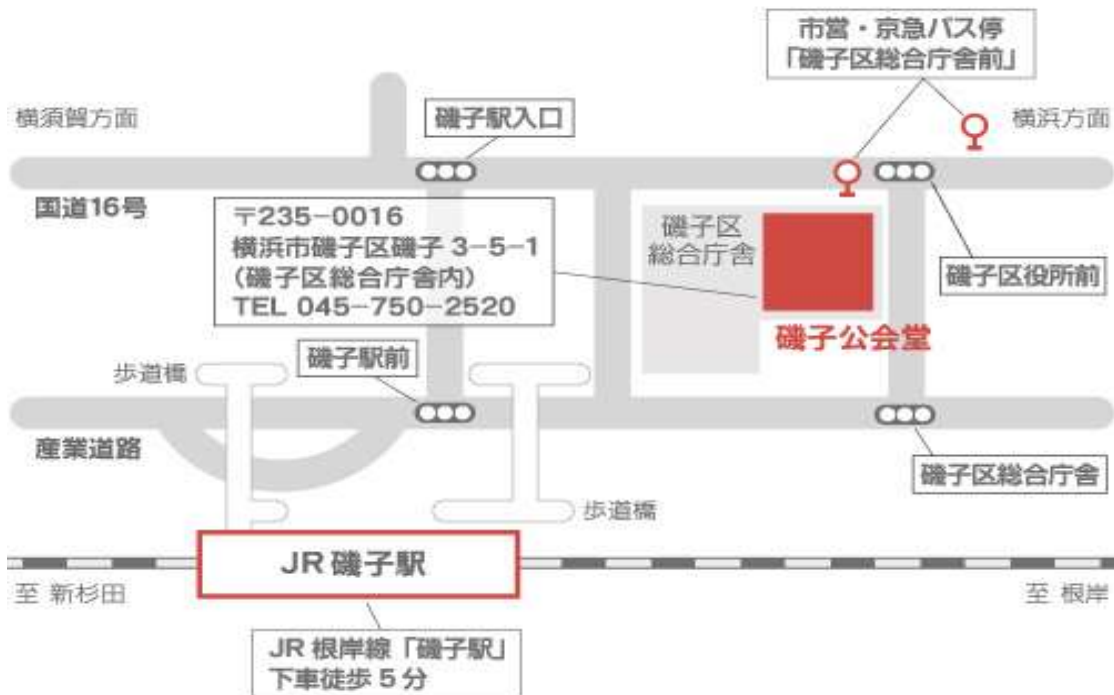 市営・京急バス停
「磯子区総合庁舎前」
横須賀方面
磯子駅入口
横浜方面
国道16号
〒235-0016
横浜市磯子区磯子 3-5-1
（磯子区総合庁舎内）
TEL 045-750-2520
磯子区
総合庁舎
磯子区役所前
磯子公会堂
歩道橋
磯子駅前
産業道路
磯子区総合庁舎
歩道橋
JR 磯子駅
至 新杉田
至 根岸
JR 根岸線「磯子駅」
下車徒歩 5 分